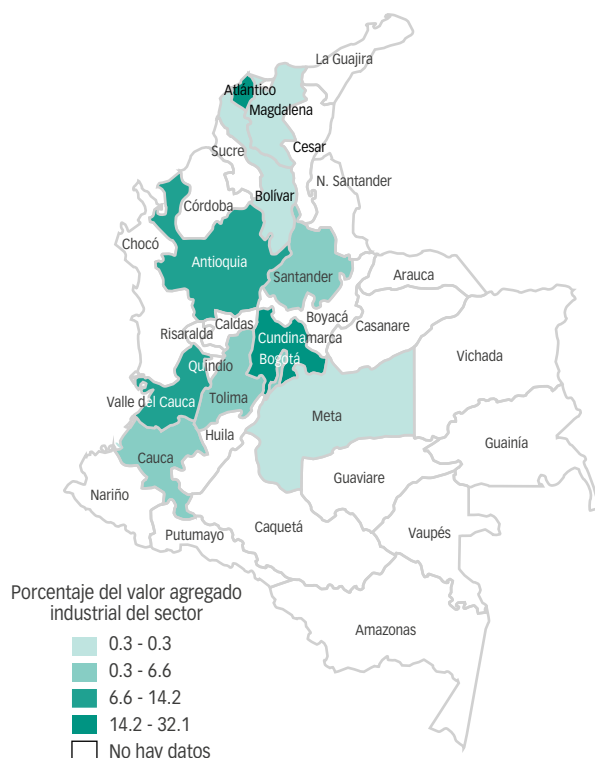 La Guajira
Atlántico
Magdalena
Cesar
Sucre
N. Santander
Bolívar
Córdoba
Chocó
Antioquia
Santander
Arauca
Boyacá
Caldas
Casanare
Risaralda
Cundinamarca
Vichada
Quindío
Bogotá
Valle del Cauca
Tolima
Meta
Huila
Guainía
Cauca
Guaviare
Nariño
Caquetá
Vaupés
Putumayo
Amazonas
Porcentaje del valor agregado
industrial del sector
0.3 - 0.3
0.3 - 6.6
6.6 - 14.2
14.2 - 32.1
No hay datos